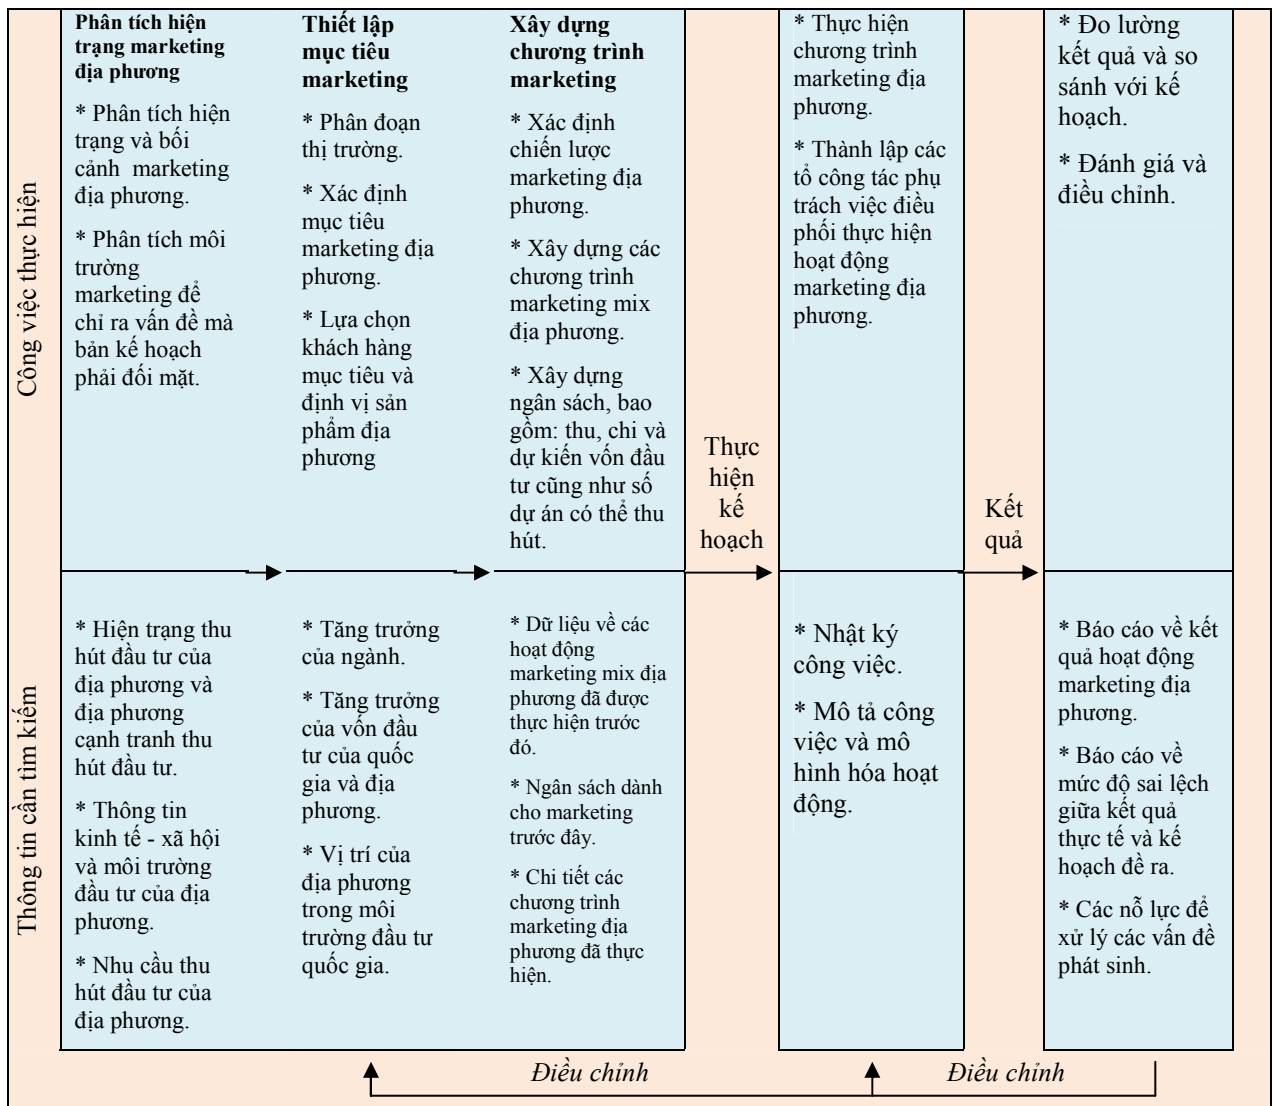 Công việc thực hiện
Phân tích hiện
trạng marketing
địa phương
* Phân tích hiện
trạng và bối
cảnh marketing
địa phương.
* Phân tích môi
trường
marketing để
chỉ ra vấn đề mà
bản kế hoạch
phải đối mặt.
Thiết lập
mục tiêu
marketing
* Phân đoạn
thị trường.
* Xác định
mục tiêu
marketing địa
phương.
* Lựa chọn
khách hàng
mục tiêu và
định vị sản
phẩm địa
phương
Xây dựng
chương trình
marketing
* Xác định
chiến lược
marketing địa
phương.
* Xây dựng các
chương trình
marketing mix
địa phương.
* Xây dựng
ngân sách, bao
gồm: thu, chi và
dự kiến vốn đầu
tư cũng như số
dự án có thể thu
hút.
Thực
hiện
kế
hoạch
* Thực hiện
chương trình
marketing địa
phương.
* Thành lập các
tổ công tác phụ
trách việc điều
phối thực hiện
hoạt động
marketing địa
phương.
Kết
quả
* Đo lường
kết quả và so
sánh với kế
hoạch.
* Đánh giá và
điều chỉnh.
Thông tin cần tìm kiếm
* Hiện trạng thu
hút đầu tư của
địa phương và
địa phương
cạnh tranh thu
hút đầu tư.
* Thông tin
kinh tế - xã hội
và môi trường
đầu tư của địa
phương.
* Nhu cầu thu
hút đầu tư của
địa phương.
* Tăng trưởng
của ngành.
* Tăng trưởng
của vốn đầu
tư của quốc
gia và địa
phương.
* Vị trí của
địa phương
trong môi
trường đầu tư
quốc gia.
* Dữ liệu về các
hoạt động
marketing mix địa
phương đã được
thực hiện trước
đó.
* Ngân sách dành
cho marketing
trước đây.
* Chi tiết các
chương trình
marketing địa
phương đã thực
hiện.
* Nhật ký
công việc.
* Mô tả công
việc và mô
hình hóa hoạt
động.
* Báo cáo về kết
quả hoạt động
marketing địa
phương.
* Báo cáo về
mức độ sai lệch
giữa kết quả
thực tế và kế
hoạch đề ra.
* Các nỗ lực để
xử lý các vấn đề
phát sinh.
Điều chỉnh
Điều chỉnh